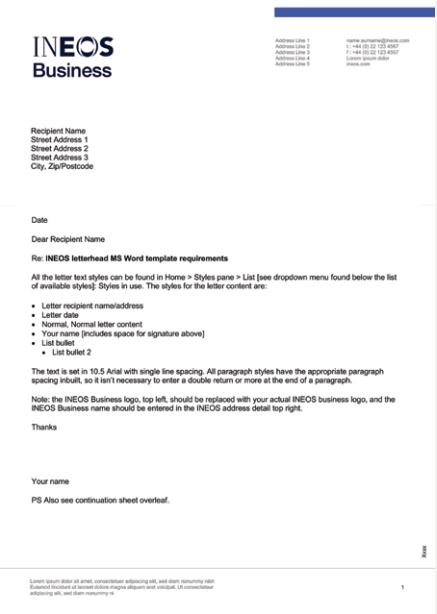 INEOS
Business
Address Line 1
Address Line 2
Address Line 3
Address Line 4
Address Line 5
name.surname@ineos.com
t : +44 (0) 22 123 4567
f : +44 (0) 22 123 4567
Lorem ipsum dolor
ineos.com
Recipient Name
Street Address 1
Street Address 2
Street Address 3
City, Zip/Postcode
Date
Dear Recipient Name
Re: INEOS letterhead MS Word template requirements
All the letter text styles can be found in Home > Styles pane > List [see dropdown menu found below the list
of available styles]: Styles in use. The styles for the letter content are:
• Letter recipient name/address
• Letter date
• Normal, Normal letter content
• Your name [includes space for signature above]
• List bullet
• List bullet 2
The text is set in 10.5 Arial with single line spacing. All paragraph styles have the appropriate paragraph
spacing inbuilt, so it isn't necessary to enter a double return or more at the end of a paragraph.
Note: the INEOS Business logo, top left, should be replaced with your actual INEOS business logo, and the
INEOS Business name should be entered in the INEOS address detail top right.
Thanks
Your name
PS Also see continuation sheet overleaf.
Lorem ipsum dolor sit amet, consectetuer adipiscing elit, sed diam nonummy nibh
Euismod tincidunt ut laoreet dolore magna aliquam erat volutpat. Ut consectetuer
adipiscing elit, sed diam nonummy ni
1